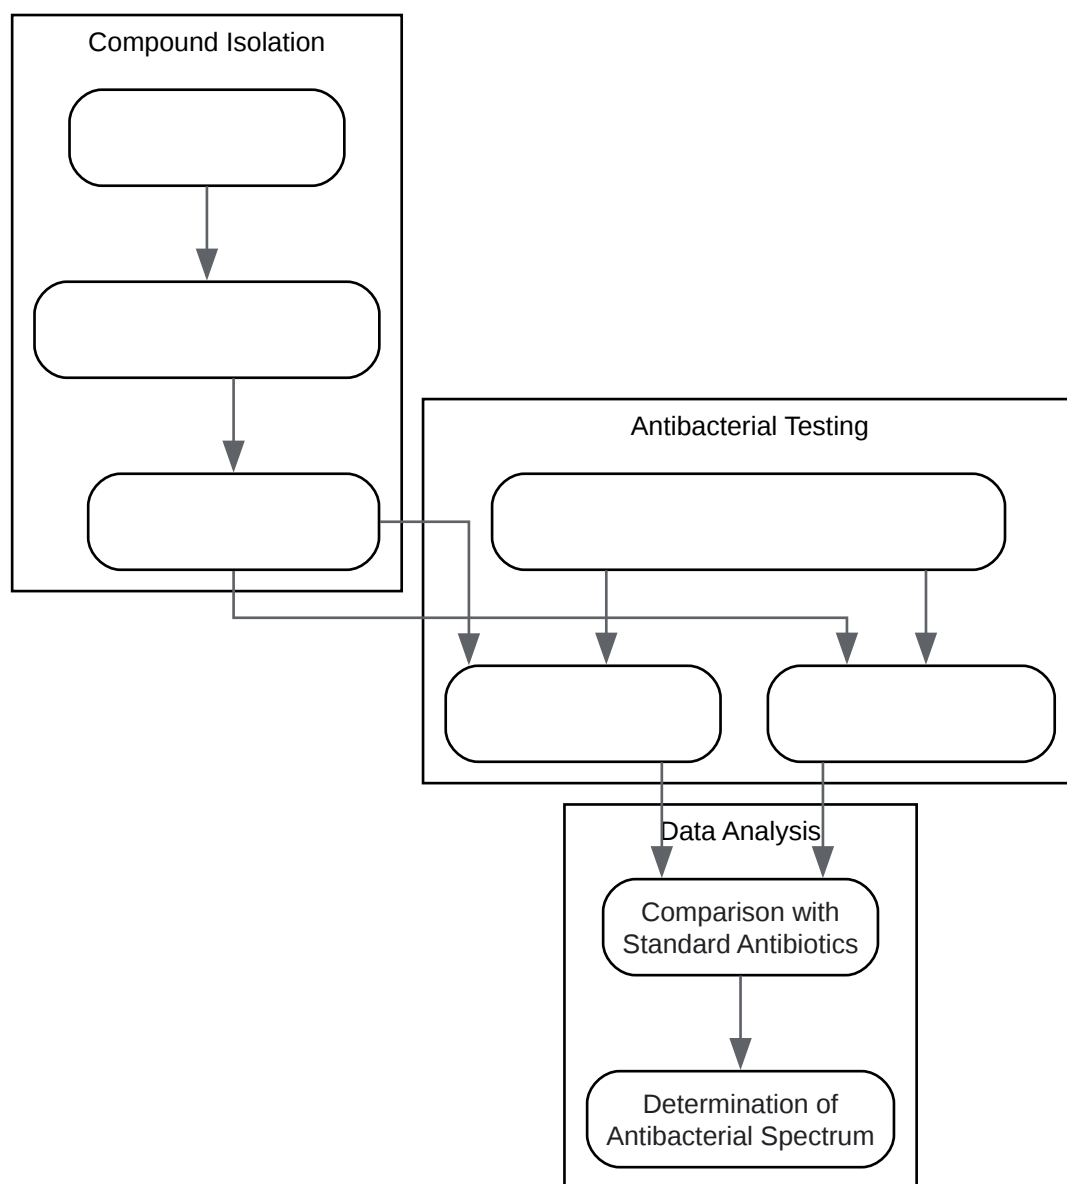 Compound Isolation
Antibacterial Testing
Data Analysis
Comparison with
Standard Antibiotics
Determination of
Antibacterial Spectrum